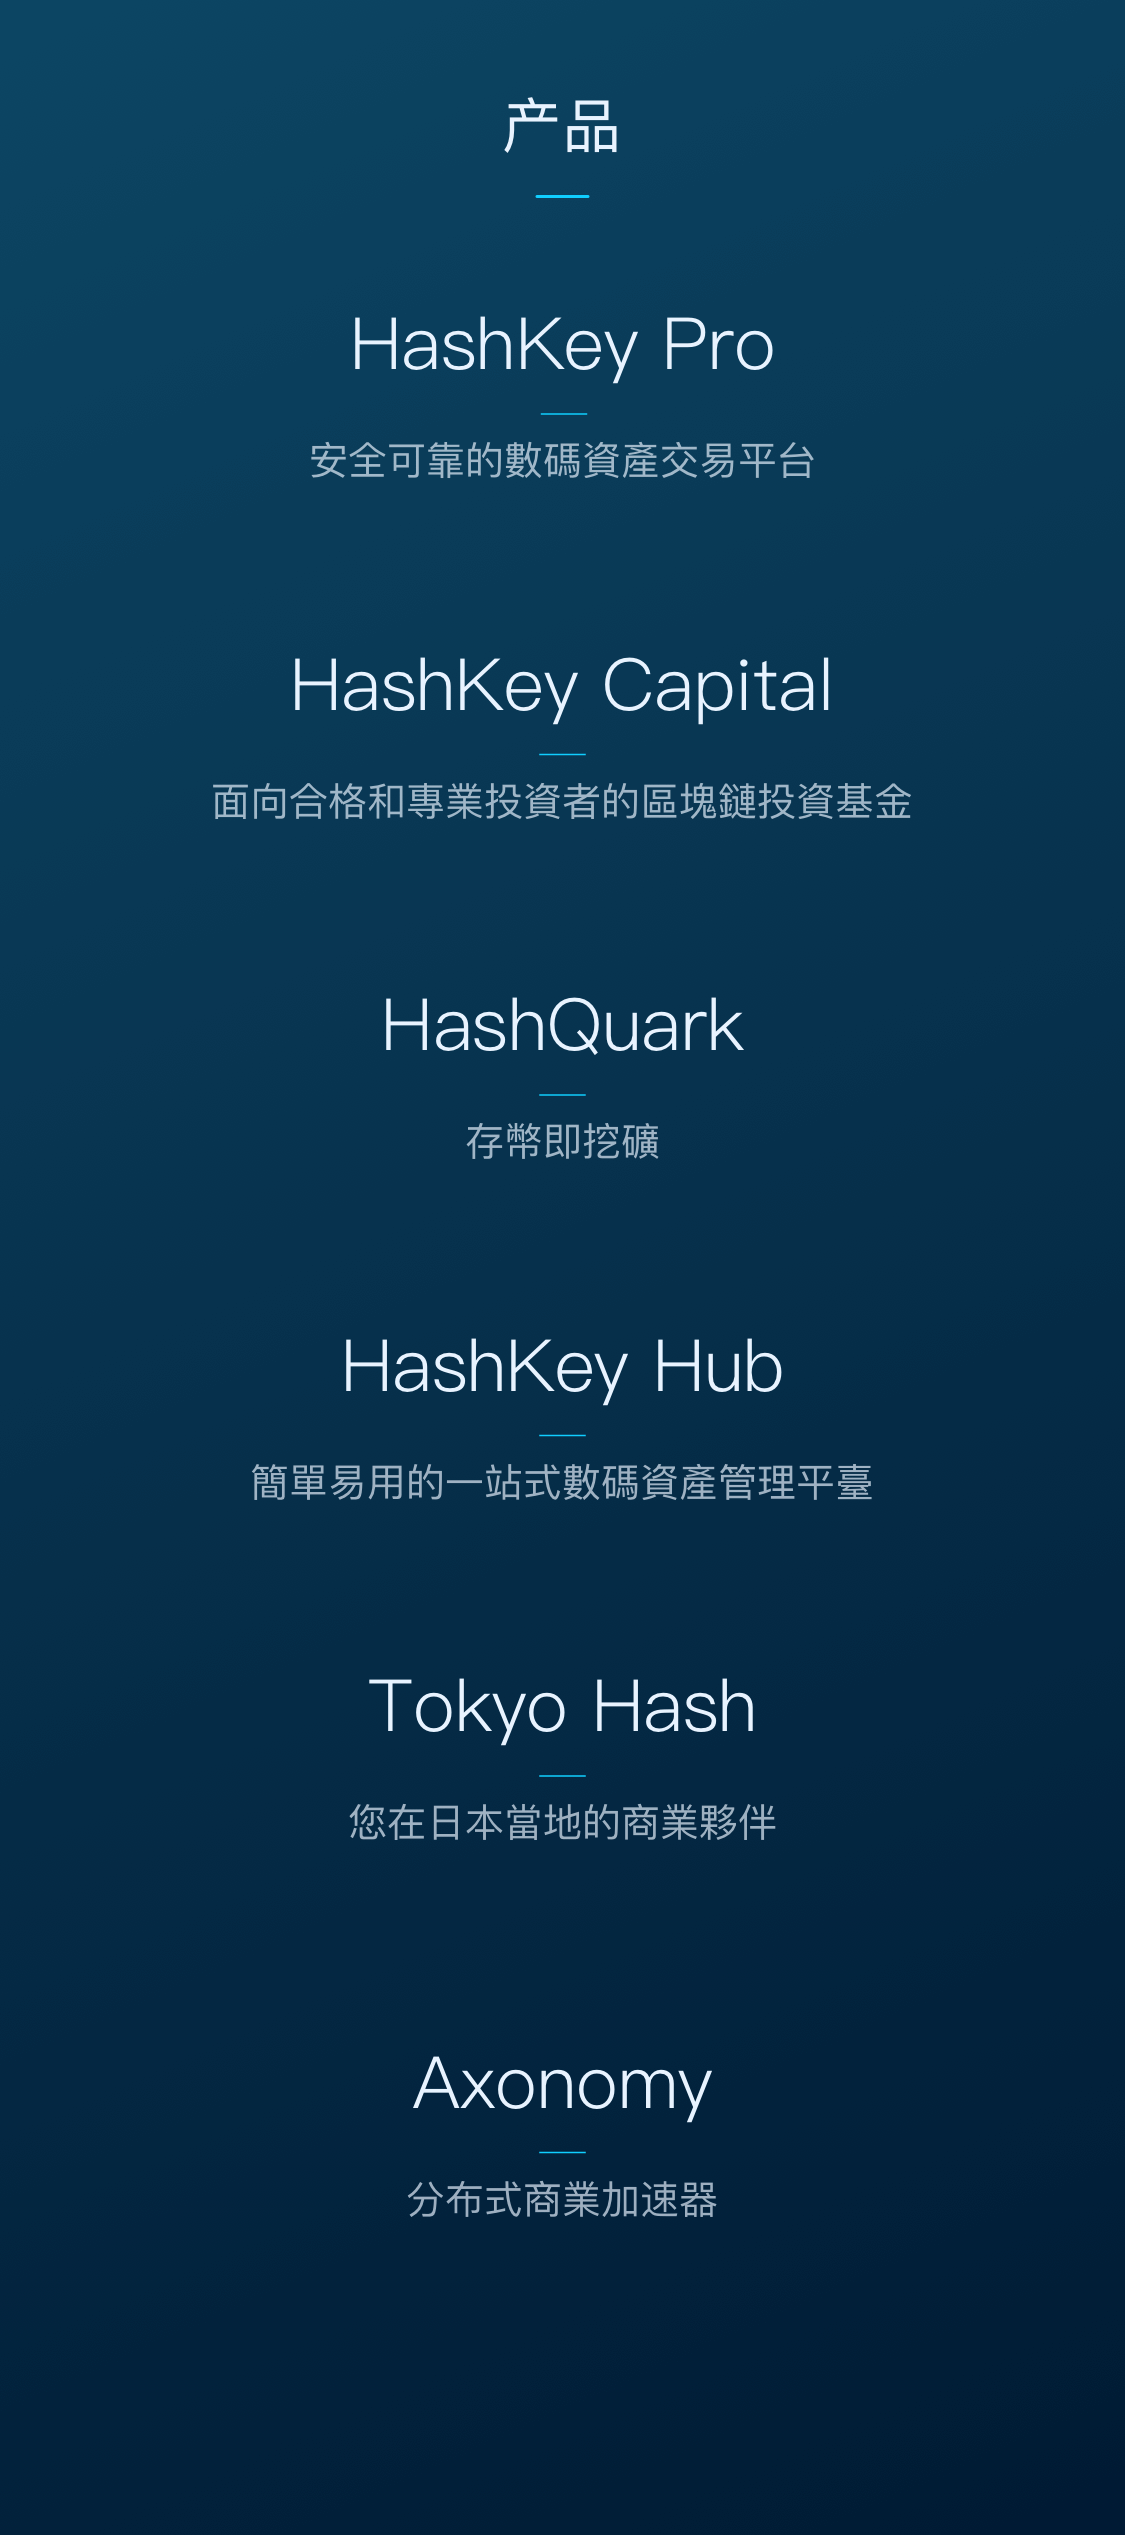 产品
HashKey Pro
安全可靠的數碼資產交易平台
HashKey Capital
面向合格和專業投資者的區塊鏈投資基金
HashQuark
存幣即挖礦
HashKey Hub
簡單易用的一站式數碼資產管理平臺
Tokyo Hash
您在日本當地的商業夥伴
Axonomy
分布式商業加速器